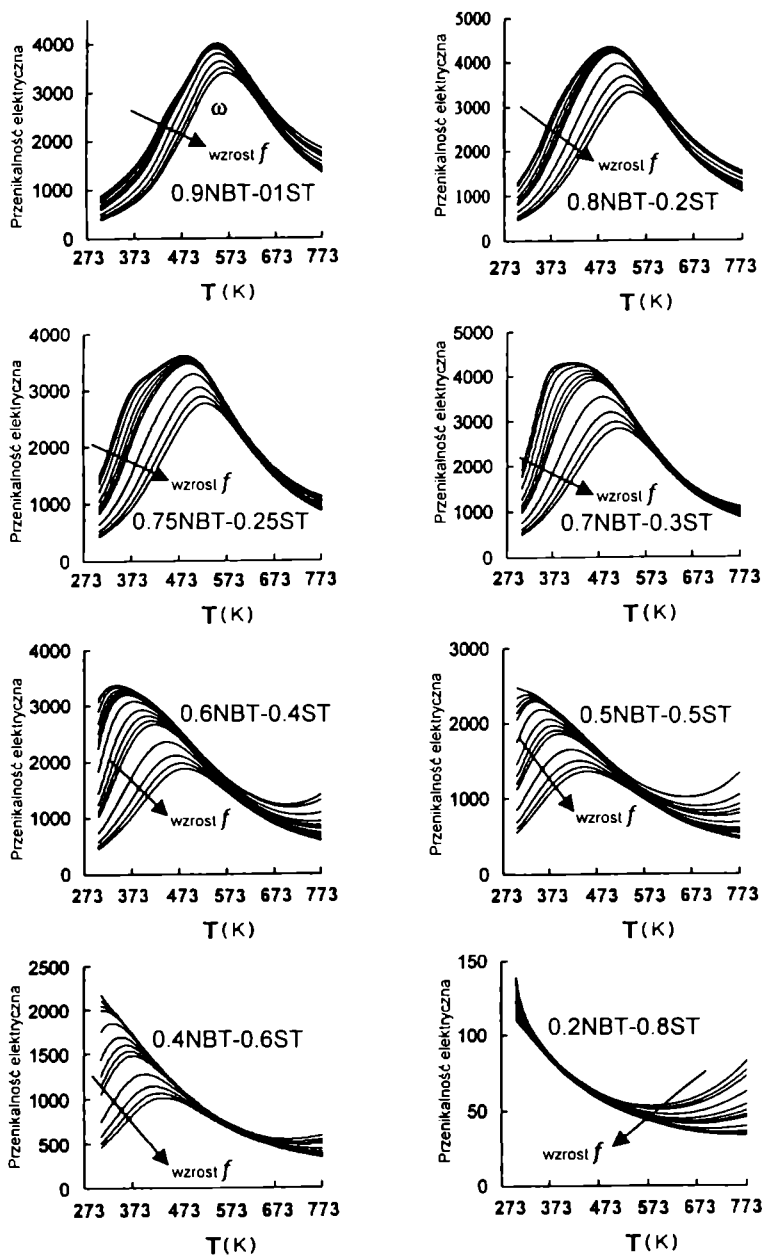 Przenikalność elektryczna
4000
3000
2000
1000
0
ω
wzrost f
0.9NBT-01ST
273 373 473 573 673 773
T(K)
Przenikalność elektryczna
5000
4000
3000
2000
1000
0
wzrost f
0.8NBT-0.2ST
273 373 473 573 673 773
T(K)
Przenikalność elektryczna
4000
3000
2000
1000
0
wzrost f
0.75NBT-0.25ST
273 373 473 573 673 773
T(K)
Przenikalność elektryczna
5000
4000
3000
2000
1000
0
wzrost f
0.7NBT-0.3ST
273 373 473 573 673 773
T(K)
Przenikalność elektryczna
4000
3000
2000
1000
0
0.6NBT-0.4ST
wzrost f
273 373 473 573 673 773
T(K)
Przenikalność elektryczna
3000
2000
1000
0
0.5NBT-0.5ST
wzrost f
273 373 473 573 673 773
T(K)
Przenikalność elektryczna
2500
2000
1500
1000
500
0
0.4NBT-0.6ST
wzrost f
273 373 473 573 673 773
T(K)
Przenikalność elektryczna
150
100
50
0
0.2NBT-0.8ST
wzrost f
273 373 473 573 673 773
T(K)